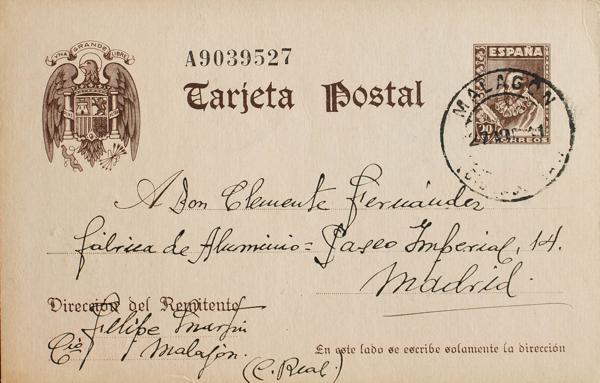 UNA GRANDE LIBRE
A9039527
Tarjeta Postal
ESPAÑA
20
CORREOS
MALAGON
A Don Clemente Fernández
fábrica de Aluminio = Paseo Imperial, 14.
Madrid.
Dirección del Remitente
Felipe
Malagón.
(C. Real)
En este lado se escribe solamente la dirección